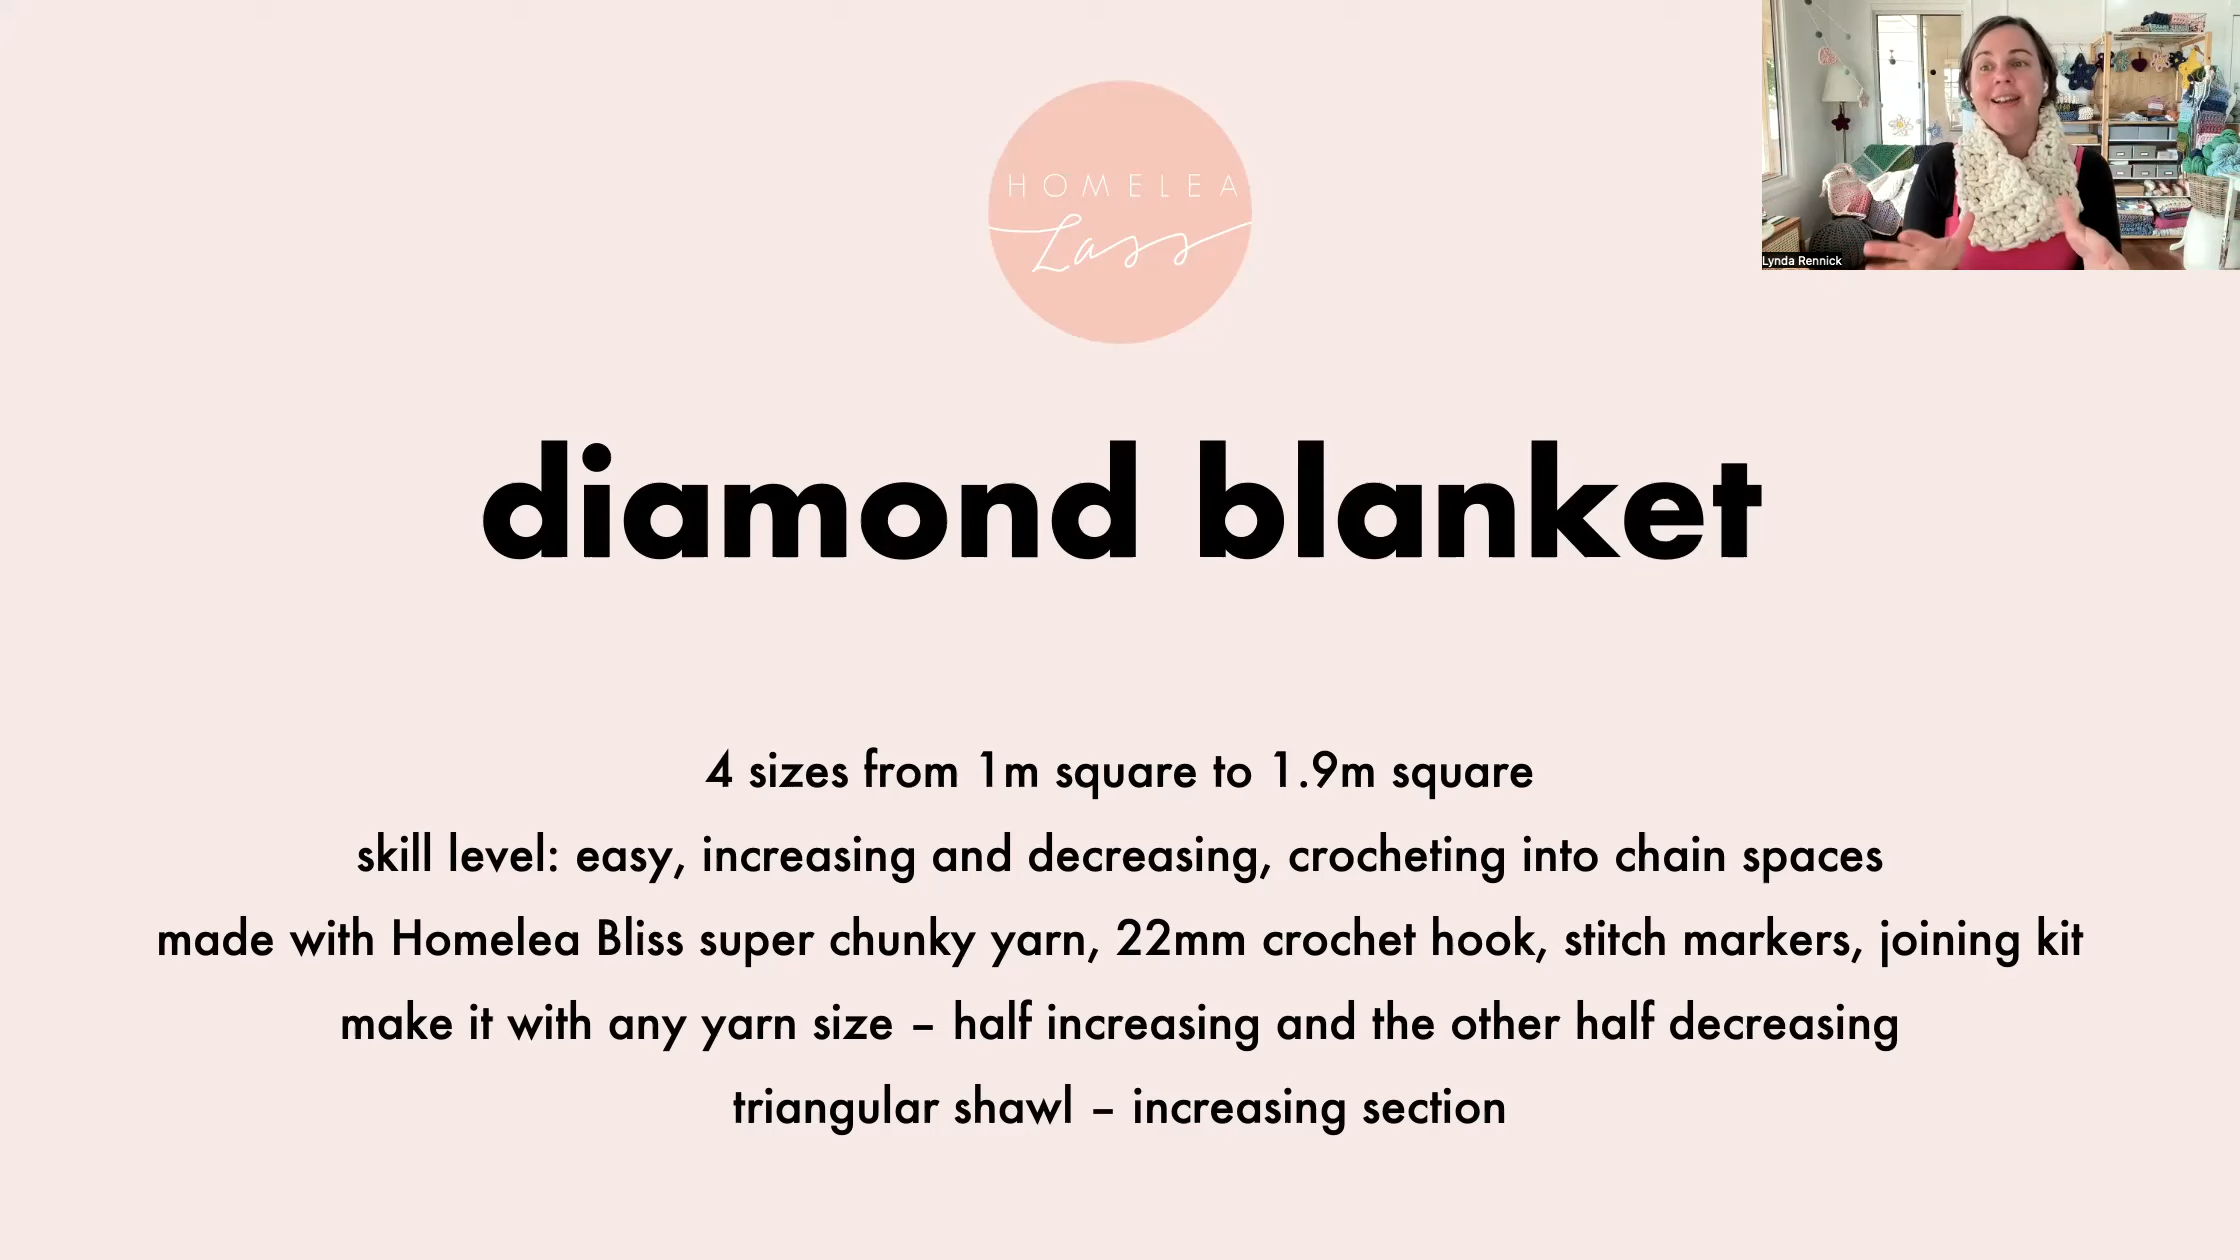 HOMELEA
Lass
Lynda Rennick
diamond blanket
4 sizes from 1m square to 1.9m square
skill level: easy, increasing and decreasing, crocheting into chain spaces
made with Homelea Bliss super chunky yarn, 22mm crochet hook, stitch markers, joining kit
make it with any yarn size – half increasing and the other half decreasing
triangular shawl – increasing section